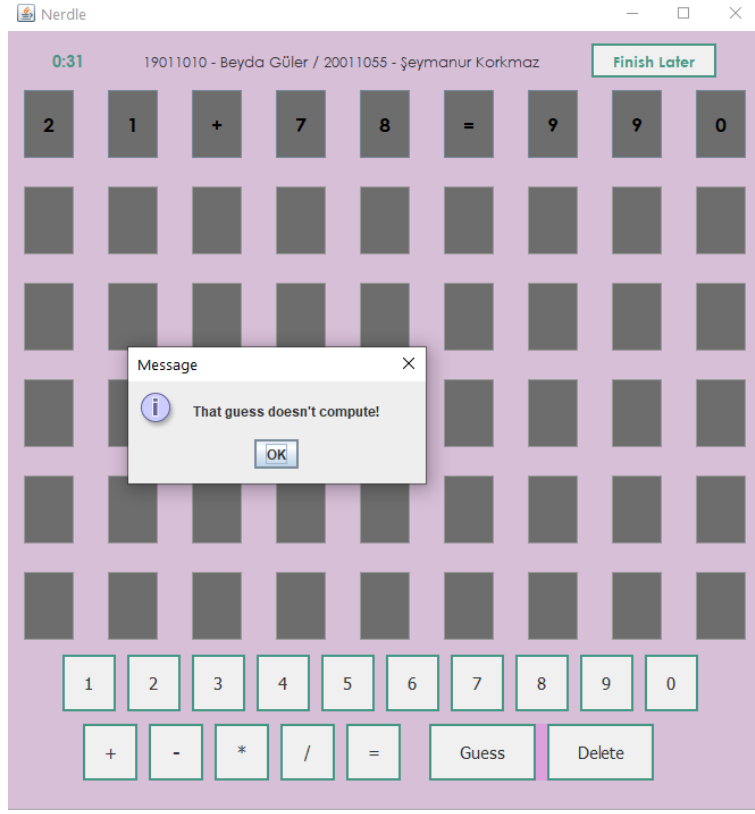 Nerdle
0:31 19011010 - Beyda Güler / 20011055 - Şeymanur Korkmaz Finish Later
2 1 + 7 8 = 9 9 0
Message
That guess doesn't compute!
OK
1 2 3 4 5 6 7 8 9 0
+ - * / = Guess Delete